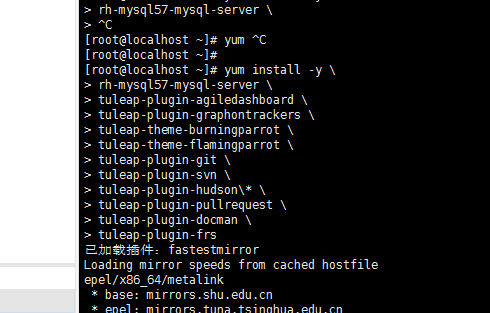 > rh-mysql57-mysql-server \
> ^C
[root@localhost ~]# yum ^C
[root@localhost ~]#
[root@localhost ~]# yum install -y \
> rh-mysql57-mysql-server \
> tuleap-plugin-agiledashboard \
> tuleap-plugin-graphontrackers \
> tuleap-theme-burningparrot \
> tuleap-theme-flamingparrot \
> tuleap-plugin-git \
> tuleap-plugin-svn \
> tuleap-plugin-hudson\* \
> tuleap-plugin-pullrequest \
> tuleap-plugin-docman \
> tuleap-plugin-frs
已加载插件：fastestmirror
Loading mirror speeds from cached hostfile
epel/x86_64/metalink
 * base: mirrors.shu.edu.cn
 * epel: mirrors.tuna.tsinghua.edu.cn